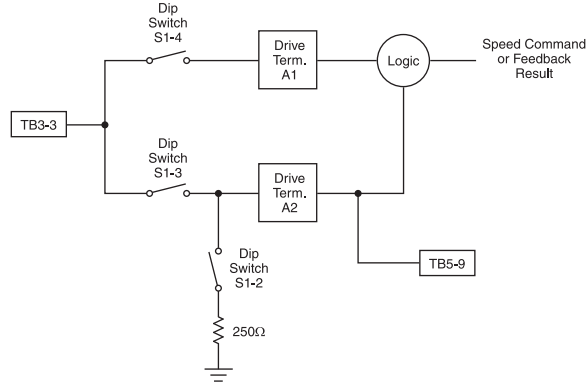 Dip
Switch
S1-4
Drive
Term.
A1
Logic
Speed Command
or Feedback
Result
TB3-3
Dip
Switch
S1-3
Drive
Term.
A2
Dip
Switch
S1-2
TB5-9
250Ω